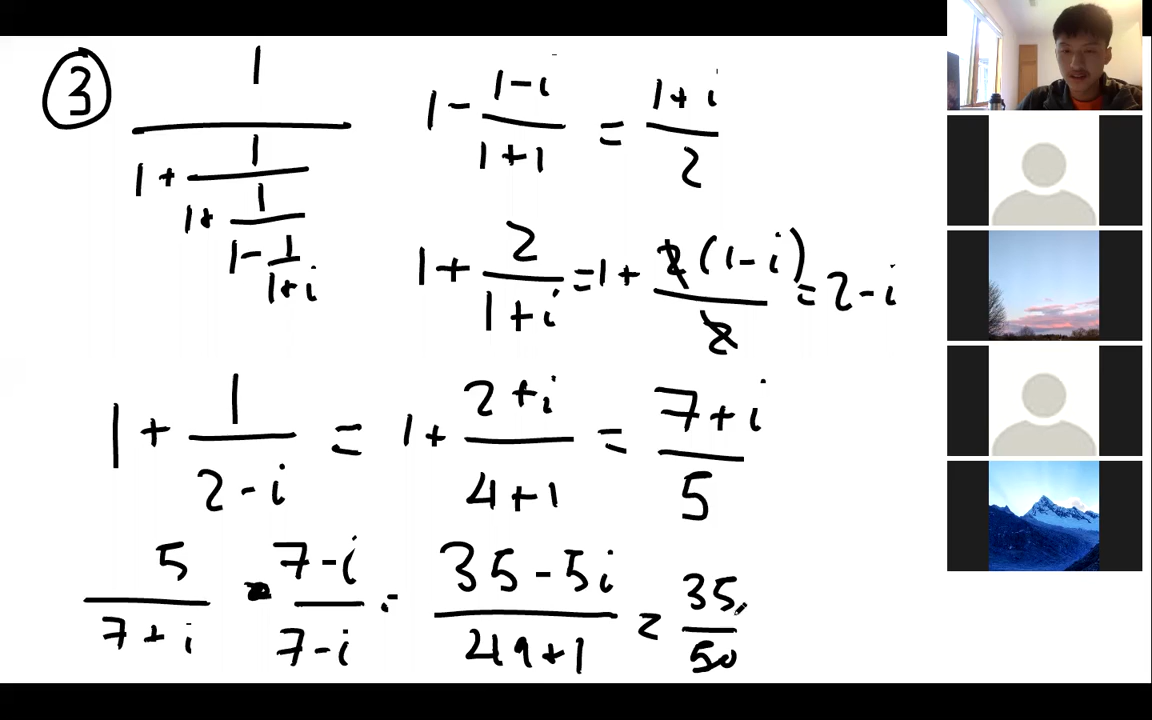 ③ 1/(1+1/(1+1/(1-1/(1+i))))
1 - (1-i)/(1+1) = (1+i)/2
1 + 2/(1+i) = 1 + 2(1-i)/2 = 2-i
1 + 1/(2-i) = 1 + (2+i)/(4+1) = (7+i)/5
5/(7+i) · (7-i)/(7-i) = (35-5i)/(49+1) = 35/50